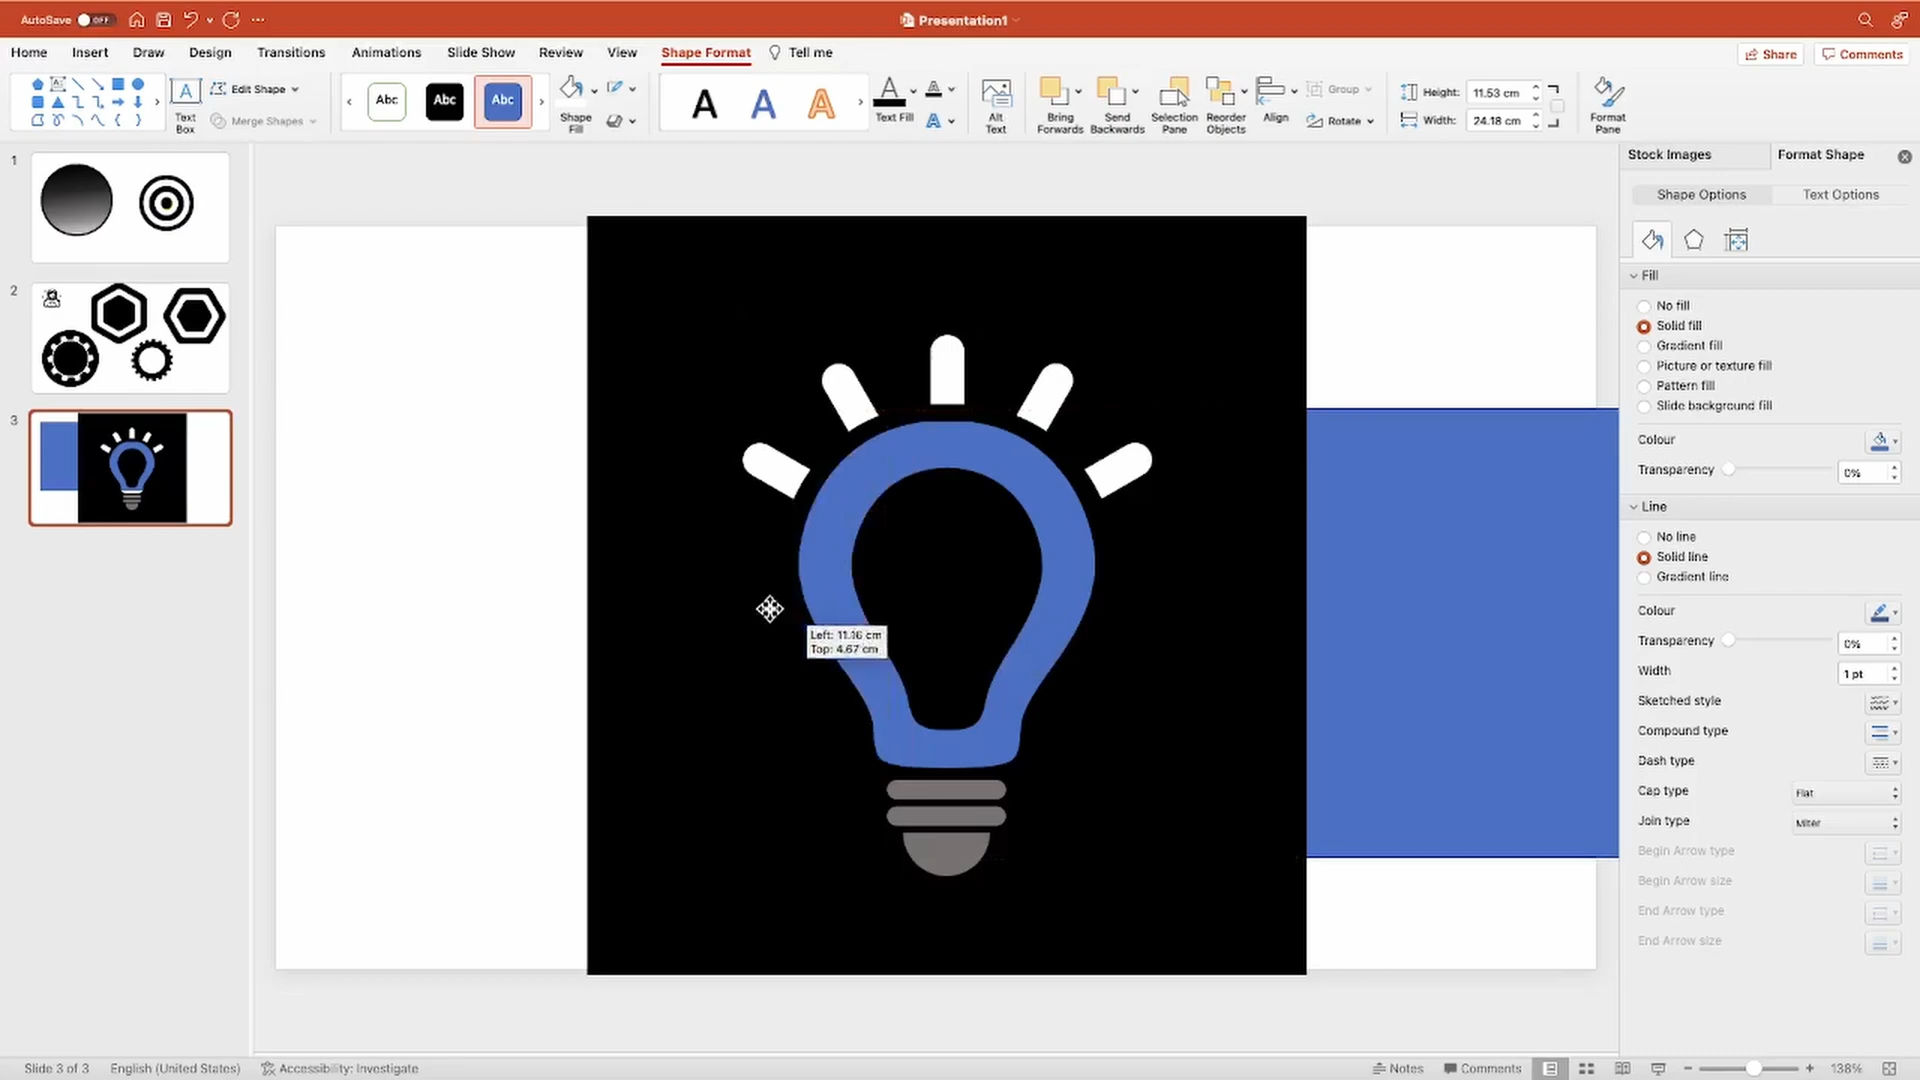 AutoSave OFF
Presentation1
Home Insert Draw Design Transitions Animations Slide Show Review View Shape Format Tell me
Share Comments
Text Box
Edit Shape
Merge Shapes
Abc Abc Abc
Shape Fill
A A A
Text Fill
Alt Text
Bring Forwards
Send Backwards
Selection Pane
Reorder Objects
Align
Group
Rotate
Height: 11.53 cm
Width: 24.18 cm
Format Pane
1
2
3
Left: 11.16 cm
Top: 4.67 cm
Stock Images Format Shape
Shape Options Text Options
Fill
No fill
Solid fill
Gradient fill
Picture or texture fill
Pattern fill
Slide background fill
Colour
Transparency 0%
Line
No line
Solid line
Gradient line
Colour
Transparency 0%
Width 1 pt
Sketched style
Compound type
Dash type
Cap type Flat
Join type Miter
Begin Arrow type
Begin Arrow size
End Arrow type
End Arrow size
Slide 3 of 3 English (United States) Accessibility: Investigate Notes Comments 138%